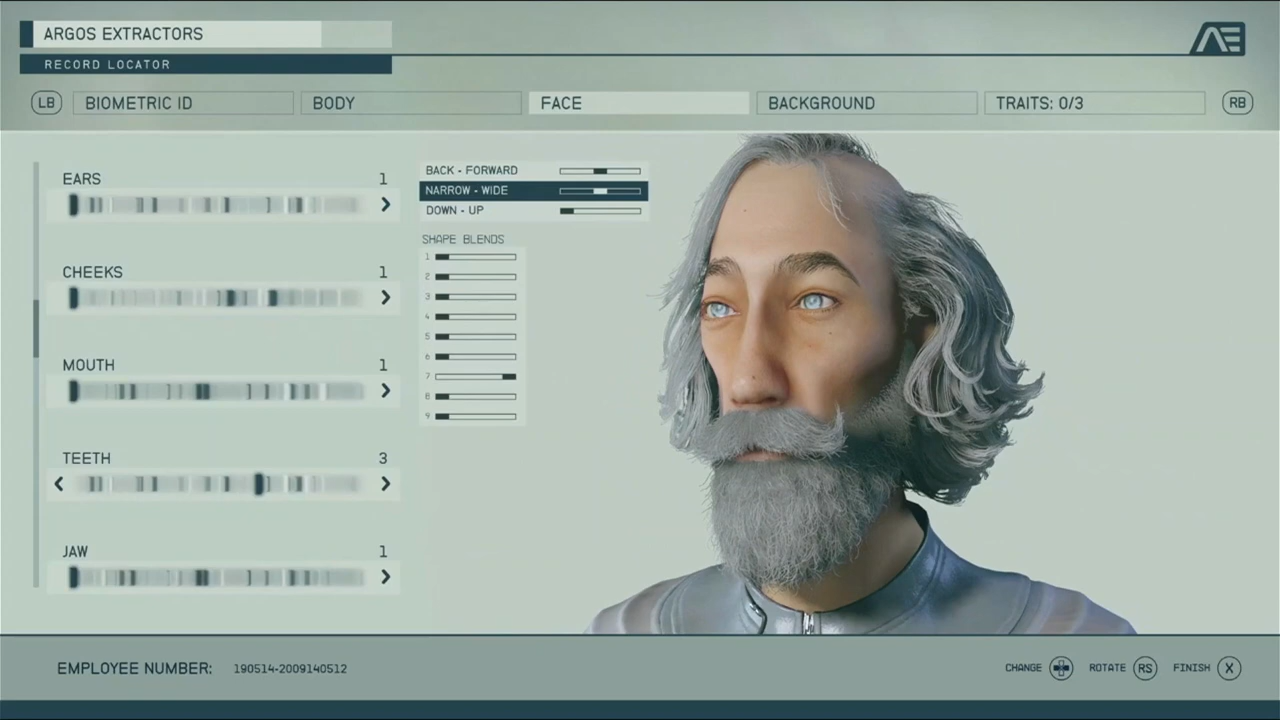 ARGOS EXTRACTORS
AE
RECORD LOCATOR
LB BIOMETRIC ID BODY FACE BACKGROUND TRAITS: 0/3 RB
EARS 1
CHEEKS 1
MOUTH 1
TEETH 3
JAW 1
BACK - FORWARD
NARROW - WIDE
DOWN - UP
SHAPE BLENDS
1
2
3
4
5
6
7
8
9
EMPLOYEE NUMBER: 190514-2009140512
CHANGE ROTATE RS FINISH X